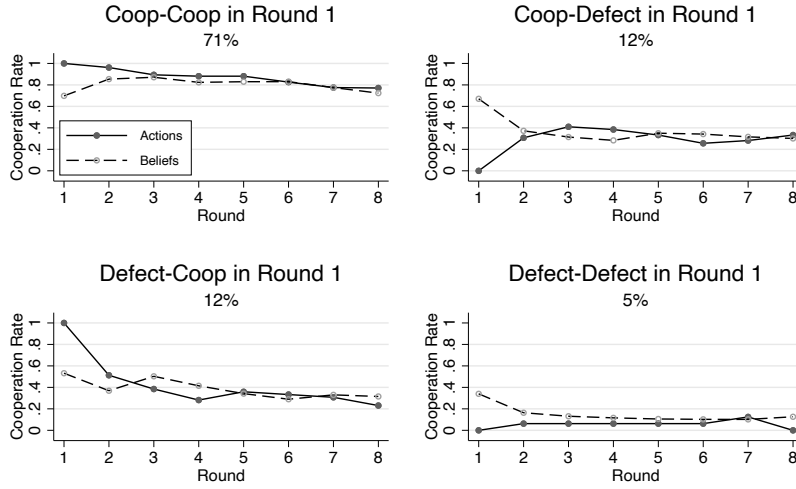 Coop-Coop in Round 1
71%
Cooperation Rate
0 .2 .4 .6 .8 1
Actions
Beliefs
1 2 3 4 5 6 7 8
Round
Coop-Defect in Round 1
12%
Cooperation Rate
0 .2 .4 .6 .8 1
1 2 3 4 5 6 7 8
Round
Defect-Coop in Round 1
12%
Cooperation Rate
0 .2 .4 .6 .8 1
1 2 3 4 5 6 7 8
Round
Defect-Defect in Round 1
5%
Cooperation Rate
0 .2 .4 .6 .8 1
1 2 3 4 5 6 7 8
Round